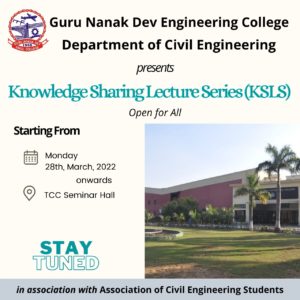 Guru Nanak Dev Engineering College
Department of Civil Engineering
presents
Knowledge Sharing Lecture Series (KSLS)
Open for All
Starting From
Monday
28th, March, 2022
onwards
TCC Seminar Hall
STAY
TUNED
in association with Association of Civil Engineering Students